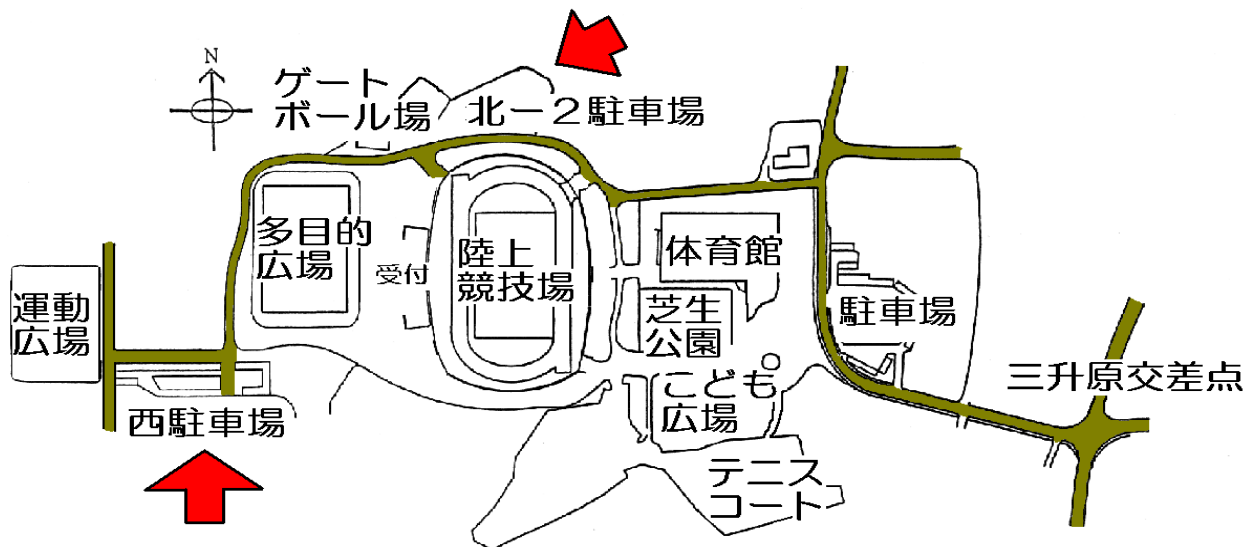 N
ゲート
ボール場
北ー2駐車場
多目的
広場
受付
陸上
競技場
体育館
芝生
公園
運動
広場
駐車場
三升原交差点
こども
広場
西駐車場
テニス
コート